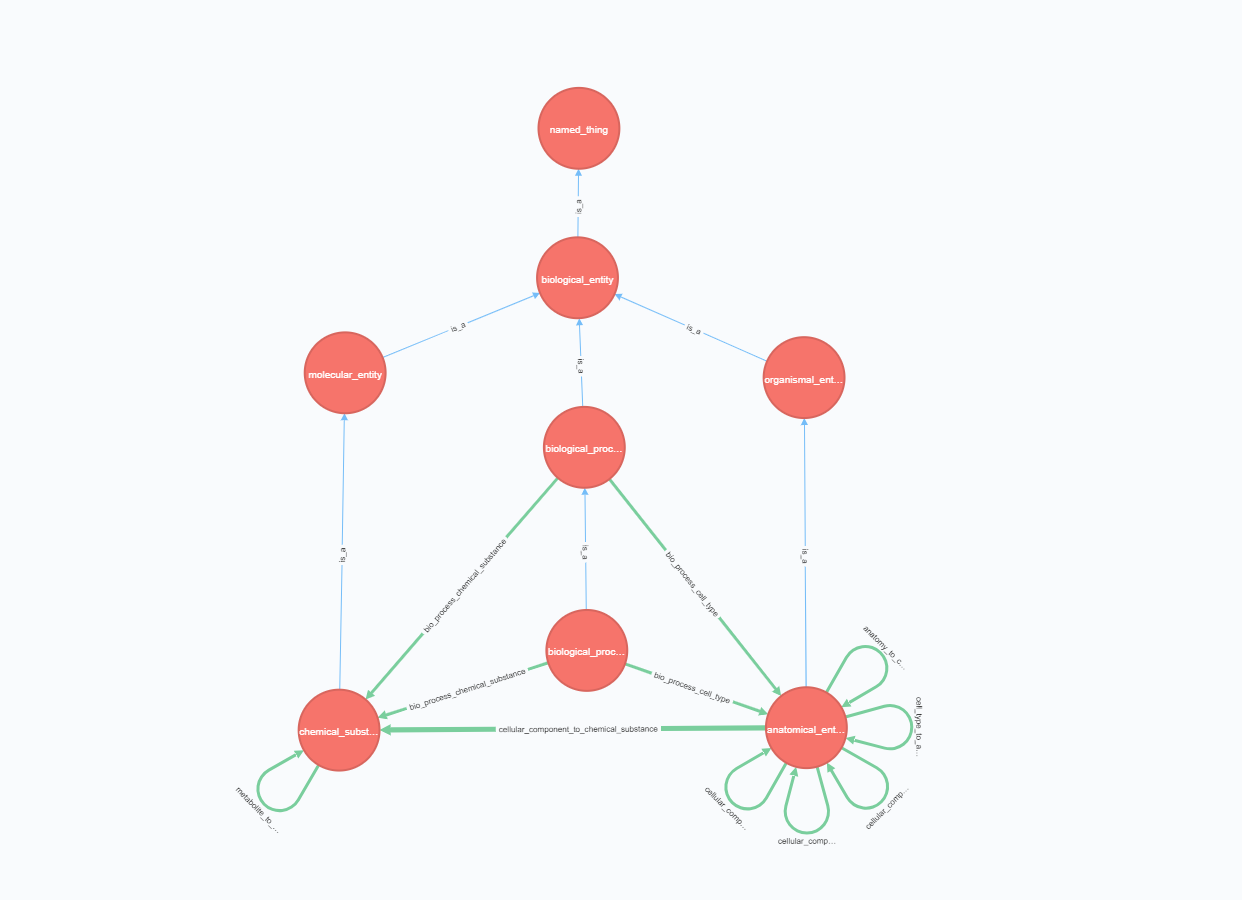 named_thing
is_a
biological_entity
is_a
is_a
is_a
molecular_entity
organismal_ent...
biological_proc...
is_a
bio_process_chemical_substance
bio_process_cell_type
is_a
is_a
biological_proc...
bio_process_chemical_substance
bio_process_cell_type
anatomy_to_c...
cell_type_to_a...
chemical_subst...
cellular_component_to_chemical_substance
anatomical_ent...
metabolite_to_...
cellular_comp...
cellular_comp...
cellular_comp...